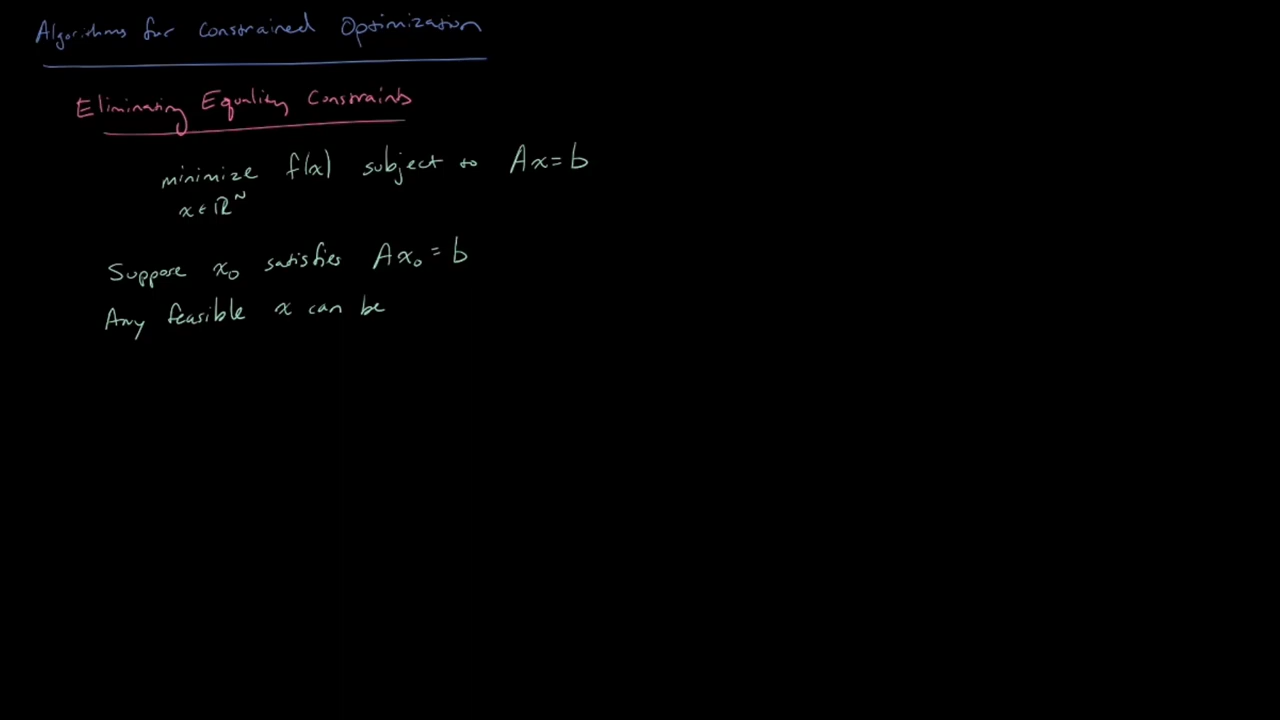 Algorithms for Constrained Optimization
Eliminating Equality Constraints
minimize f(x) subject to Ax = b
x ∈ ℝᴺ
Suppose x₀ satisfies Ax₀ = b
Any feasible x can be